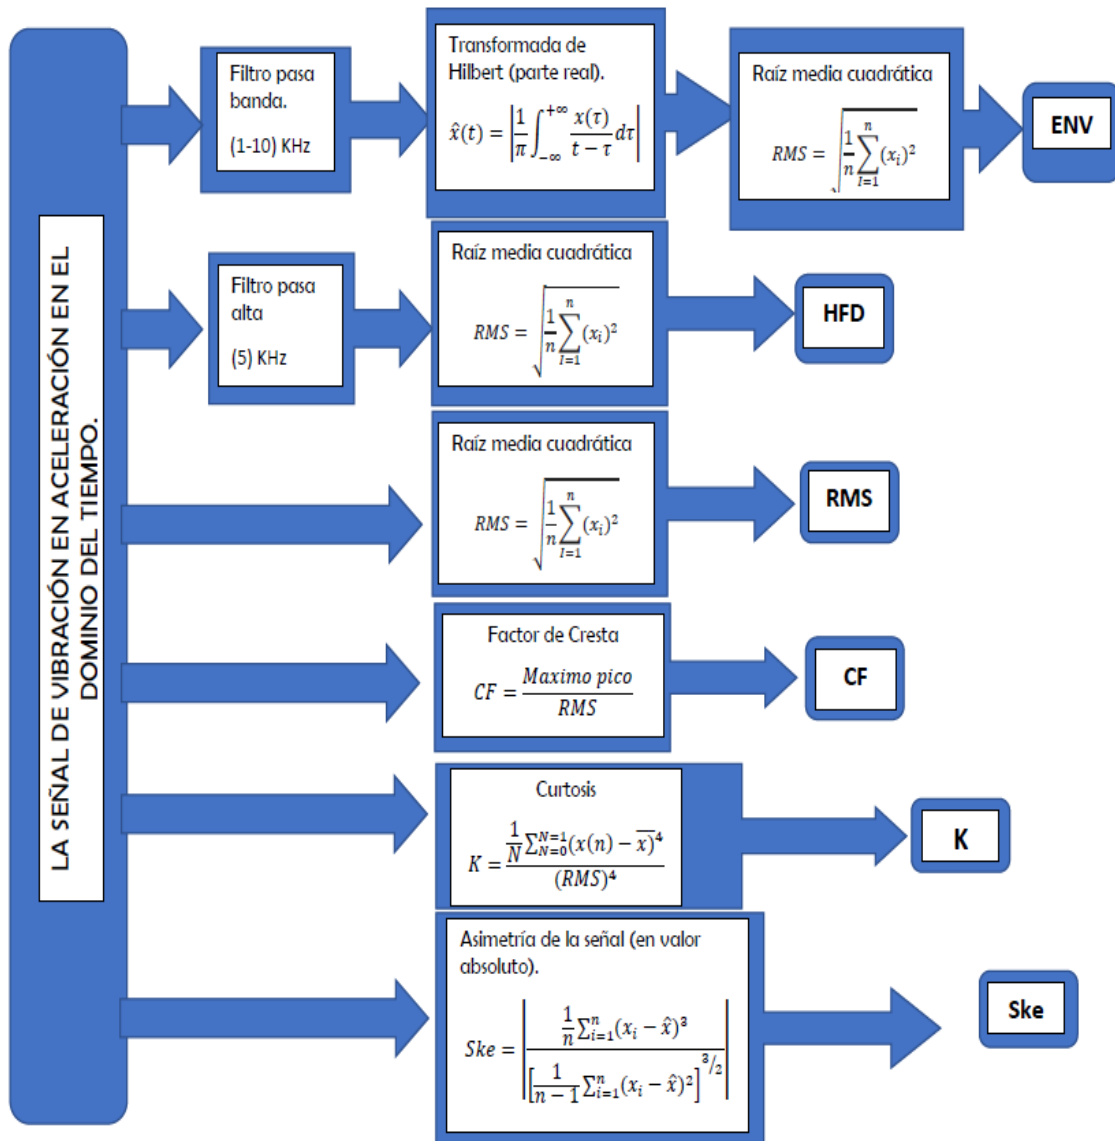 LA SEÑAL DE VIBRACIÓN EN ACELERACIÓN EN EL
DOMINIO DEL TIEMPO.
Filtro pasa
banda.
(1-10) KHz
Transformada de
Hilbert (parte real).
x̂(t) = |1/π ∫_{-∞}^{+∞} x(τ)/(t − τ) dτ|
Raíz media cuadrática
RMS = √(1/n ∑_{I=1}^{n} (x_i)²)
ENV
Filtro pasa
alta
(5) KHz
Raíz media cuadrática
RMS = √(1/n ∑_{I=1}^{n} (x_i)²)
HFD
Raíz media cuadrática
RMS = √(1/n ∑_{I=1}^{n} (x_i)²)
RMS
Factor de Cresta
CF = Maximo pico / RMS
CF
Curtosis
K = (1/N ∑_{N=0}^{N=1} (x(n) − x̅)⁴) / (RMS)⁴
K
Asimetría de la señal (en valor
absoluto).
Ske = |(1/n ∑_{i=1}^{n} (x_i − x̂)³) / [1/(n − 1) ∑_{i=1}^{n} (x_i − x̂)²]^{3/2}|
Ske